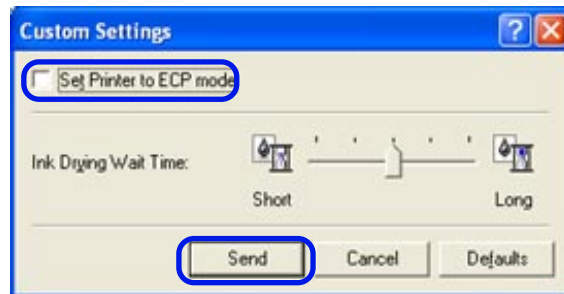 Custom Settings
Set Printer to ECP mode
Ink Drying Wait Time:
Short Long
Send Cancel Defaults